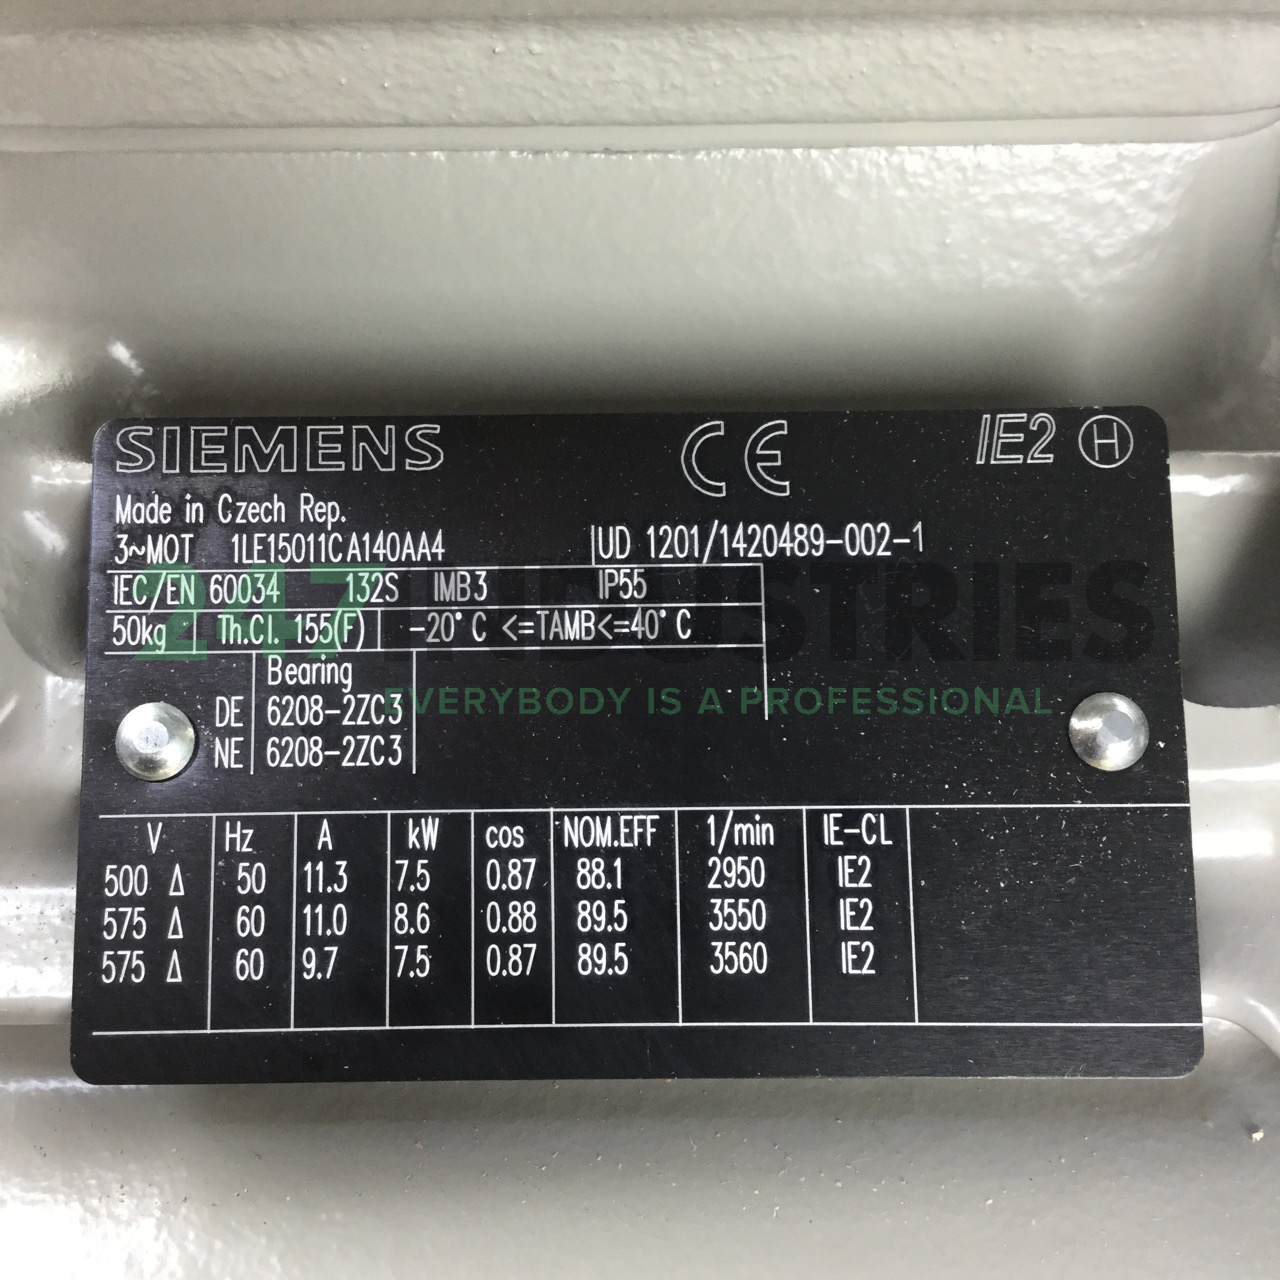 SIEMENS CE IE2 H
Made in Czech Rep.
3~MOT 1LE15011CA140AA4 UD 1201/1420489-002-1
IEC/EN 60034 132S IMB3 IP55
50kg Th.Cl. 155(F) -20°C <=TAMB<=40°C
247INDUSTRIES
Bearing
EVERYBODY IS A PROFESSIONAL
DE 6208-2ZC3
NE 6208-2ZC3
V Hz A kW cos NOM.EFF 1/min IE-CL
500 Δ 50 11.3 7.5 0.87 88.1 2950 IE2
575 Δ 60 11.0 8.6 0.88 89.5 3550 IE2
575 Δ 60 9.7 7.5 0.87 89.5 3560 IE2